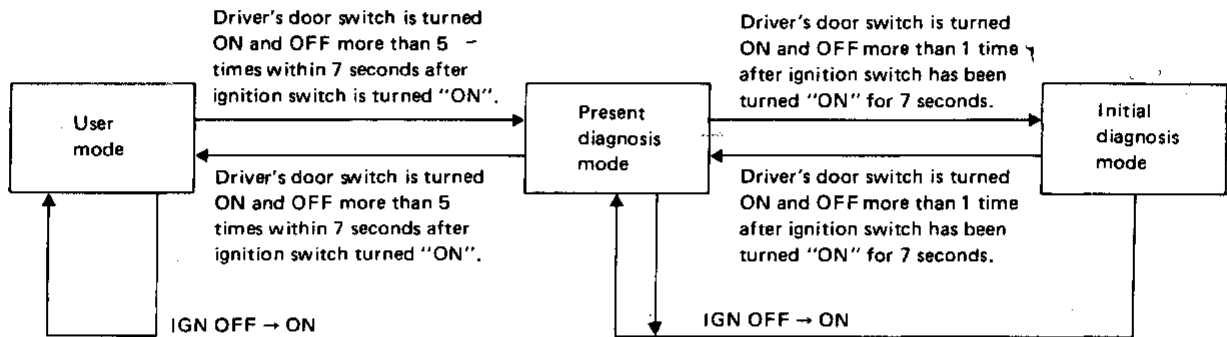 Driver's door switch is turned
ON and OFF more than 5
times within 7 seconds after
ignition switch is turned "ON".
Driver's door switch is turned
ON and OFF more than 1 time
after ignition switch has been
turned "ON" for 7 seconds.
User
mode
Present
diagnosis
mode
Initial
diagnosis
mode
Driver's door switch is turned
ON and OFF more than 5
times within 7 seconds after
ignition switch turned "ON".
Driver's door switch is turned
ON and OFF more than 1 time
after ignition switch has been
turned "ON" for 7 seconds.
IGN OFF → ON
IGN OFF → ON